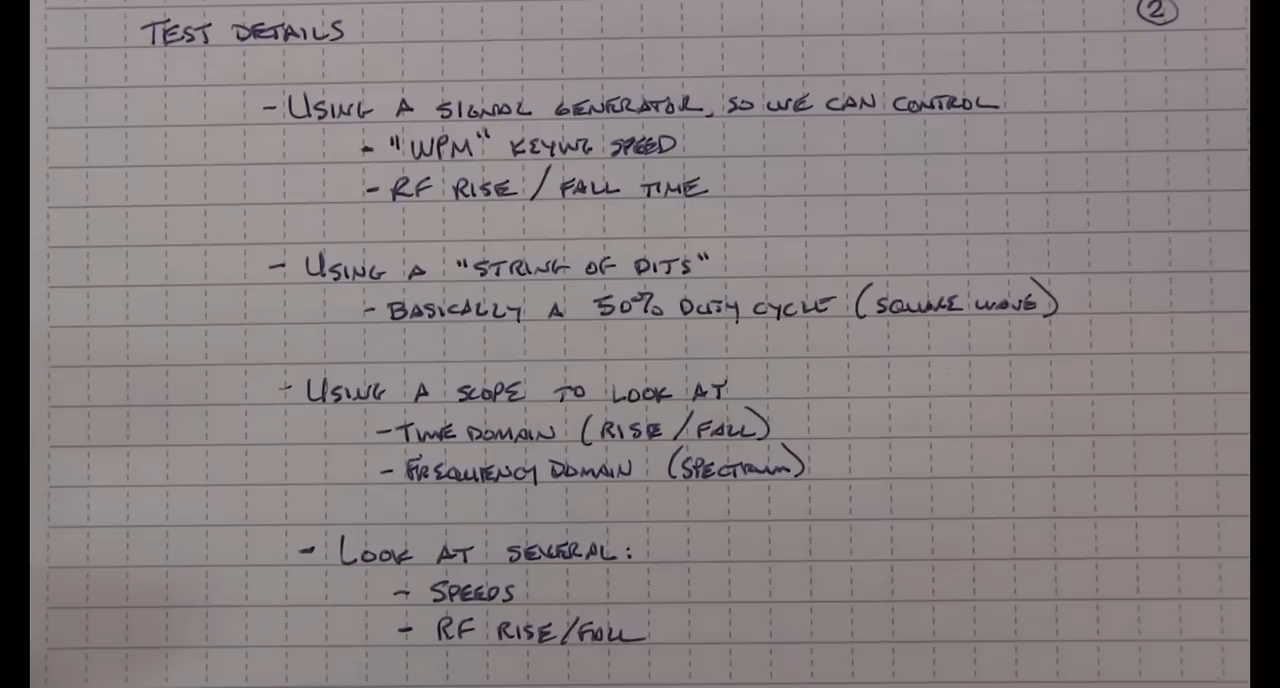 2
TEST DETAILS
- USING A SIGNAL GENERATOR, SO WE CAN CONTROL
- "WPM" KEYING SPEED
- RF RISE / FALL TIME
- USING A "STRING OF DITS"
- BASICALLY A 50% DUTY CYCLE (SQUARE WAVE)
- USING A SCOPE TO LOOK AT
- TIME DOMAIN (RISE / FALL)
- FREQUENCY DOMAIN (SPECTRUM)
- LOOK AT SEVERAL:
- SPEEDS
- RF RISE/FALL